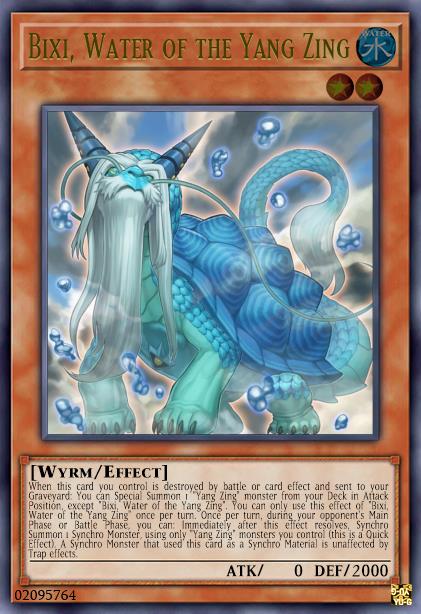 BIXI, WATER OF THE YANG ZING
WATER
水
[WYRM/EFFECT]
When this card you control is destroyed by battle or card effect and sent to your
Graveyard: You can Special Summon 1 "Yang Zing" monster from your Deck in Attack
Position, except "Bixi, Water of the Yang Zing". You can only use this effect of "Bixi,
Water of the Yang Zing" once per turn. Once per turn, during your opponent's Main
Phase or Battle Phase, you can: Immediately after this effect resolves, Synchro
Summon 1 Synchro Monster, using only "Yang Zing" monsters you control (this is a Quick
Effect). A Synchro Monster that used this card as a Synchro Material is unaffected by
Trap effects.
ATK/ 0 DEF/2000
02095764